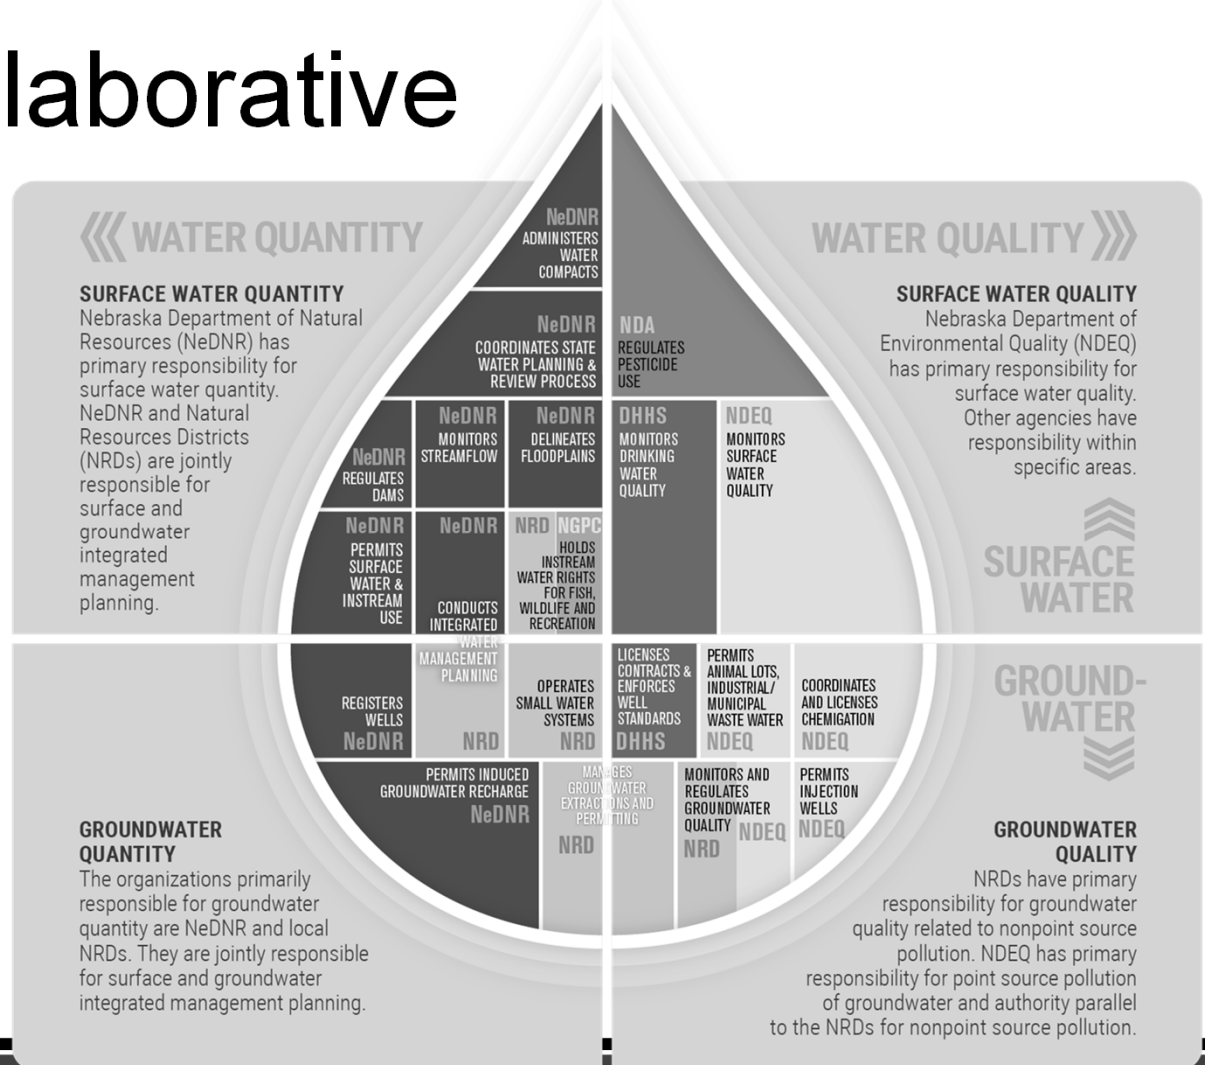 laborative
WATER QUANTITY
SURFACE WATER QUANTITY
Nebraska Department of Natural
Resources (NeDNR) has
primary responsibility for
surface water quantity.
NeDNR and Natural
Resources Districts
(NRDs) are jointly
responsible for
surface and
groundwater
integrated
management
planning.
WATER QUALITY
SURFACE WATER QUALITY
Nebraska Department of
Environmental Quality (NDEQ)
has primary responsibility for
surface water quality.
Other agencies have
responsibility within
specific areas.
SURFACE
WATER
NeDNR
ADMINISTERS
WATER
COMPACTS
NeDNR
COORDINATES STATE
WATER PLANNING &
REVIEW PROCESS
NDA
REGULATES
PESTICIDE
USE
NeDNR
REGULATES
DAMS
NeDNR
MONITORS
STREAMFLOW
NeDNR
DELINEATES
FLOODPLAINS
DHHS
MONITORS
DRINKING
WATER
QUALITY
NDEQ
MONITORS
SURFACE
WATER
QUALITY
NeDNR
PERMITS
SURFACE
WATER &
INSTREAM
USE
NeDNR
CONDUCTS
INTEGRATED
WATER
MANAGEMENT
PLANNING
NRD
NRD NGPC
HOLDS
INSTREAM
WATER RIGHTS
FOR FISH,
WILDLIFE AND
RECREATION
REGISTERS
WELLS
NeDNR
OPERATES
SMALL WATER
SYSTEMS
NRD
LICENSES
CONTRACTS &
ENFORCES
WELL
STANDARDS
DHHS
PERMITS
ANIMAL LOTS,
INDUSTRIAL/
MUNICIPAL
WASTE WATER
NDEQ
COORDINATES
AND LICENSES
CHEMIGATION
NDEQ
PERMITS INDUCED
GROUNDWATER RECHARGE
NeDNR
MANAGES
GROUNDWATER
EXTRACTIONS AND
PERMITTING
NRD
MONITORS AND
REGULATES
GROUNDWATER
QUALITY
NRD
NDEQ
PERMITS
INJECTION
WELLS
NDEQ
GROUND-
WATER
GROUNDWATER
QUANTITY
The organizations primarily
responsible for groundwater
quantity are NeDNR and local
NRDs. They are jointly responsible
for surface and groundwater
integrated management planning.
GROUNDWATER
QUALITY
NRDs have primary
responsibility for groundwater
quality related to nonpoint source
pollution. NDEQ has primary
responsibility for point source pollution
of groundwater and authority parallel
to the NRDs for nonpoint source pollution.